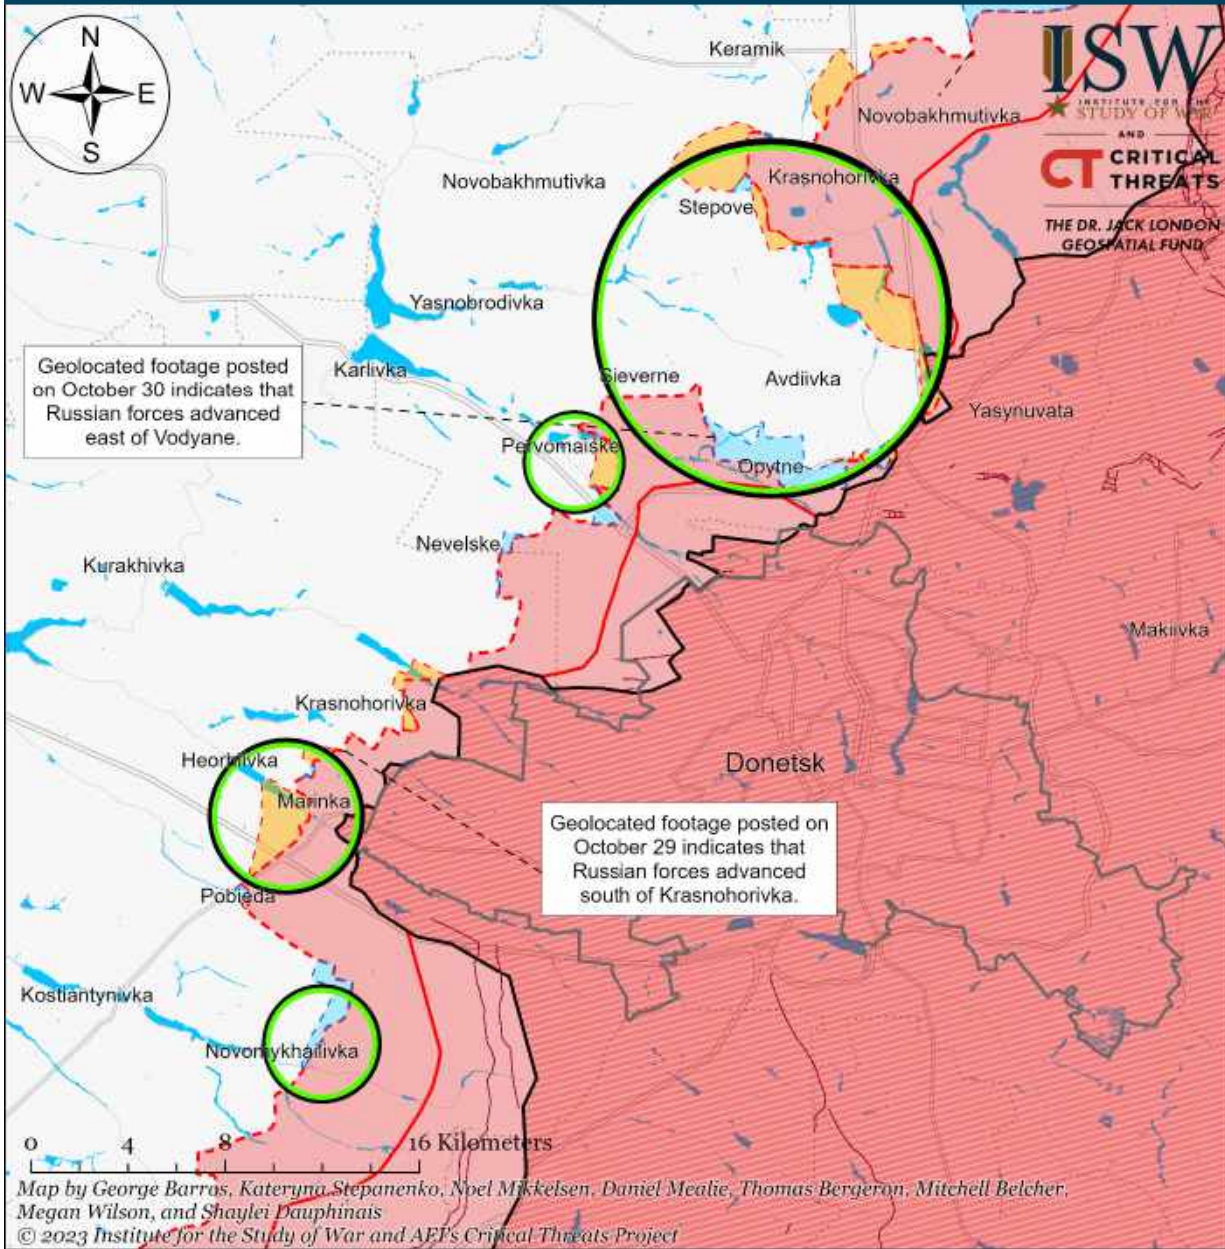 N
W
E
S
ISW
INSTITUTE FOR THE
STUDY OF WAR
AND
CT CRITICAL
THREATS
THE DR. JACK LONDON
GEOSPATIAL FUND
Keramik
Novobakhmutivka
Novobakhmutivka
Krasnohorivka
Stepove
Yasnobrodivka
Karlivka
Geolocated footage posted
on October 30 indicates that
Russian forces advanced
east of Vodyane.
Sieverne
Avdiivka
Yasynuvata
Pervomaiske
Opytne
Nevelske
Kurakhivka
Makiivka
Krasnohorivka
Heorhiivka
Donetsk
Marinka
Geolocated footage posted on
October 29 indicates that
Russian forces advanced
south of Krasnohorivka.
Pobieda
Kostiantynivka
Novomykhailivka
0 4 8 16 Kilometers
Map by George Barros, Kateryna Stepanenko, Noel Mikkelsen, Daniel Mealie, Thomas Bergeron, Mitchell Belcher,
Megan Wilson, and Shaylei Dauphinais
© 2023 Institute for the Study of War and AEI's Critical Threats Project